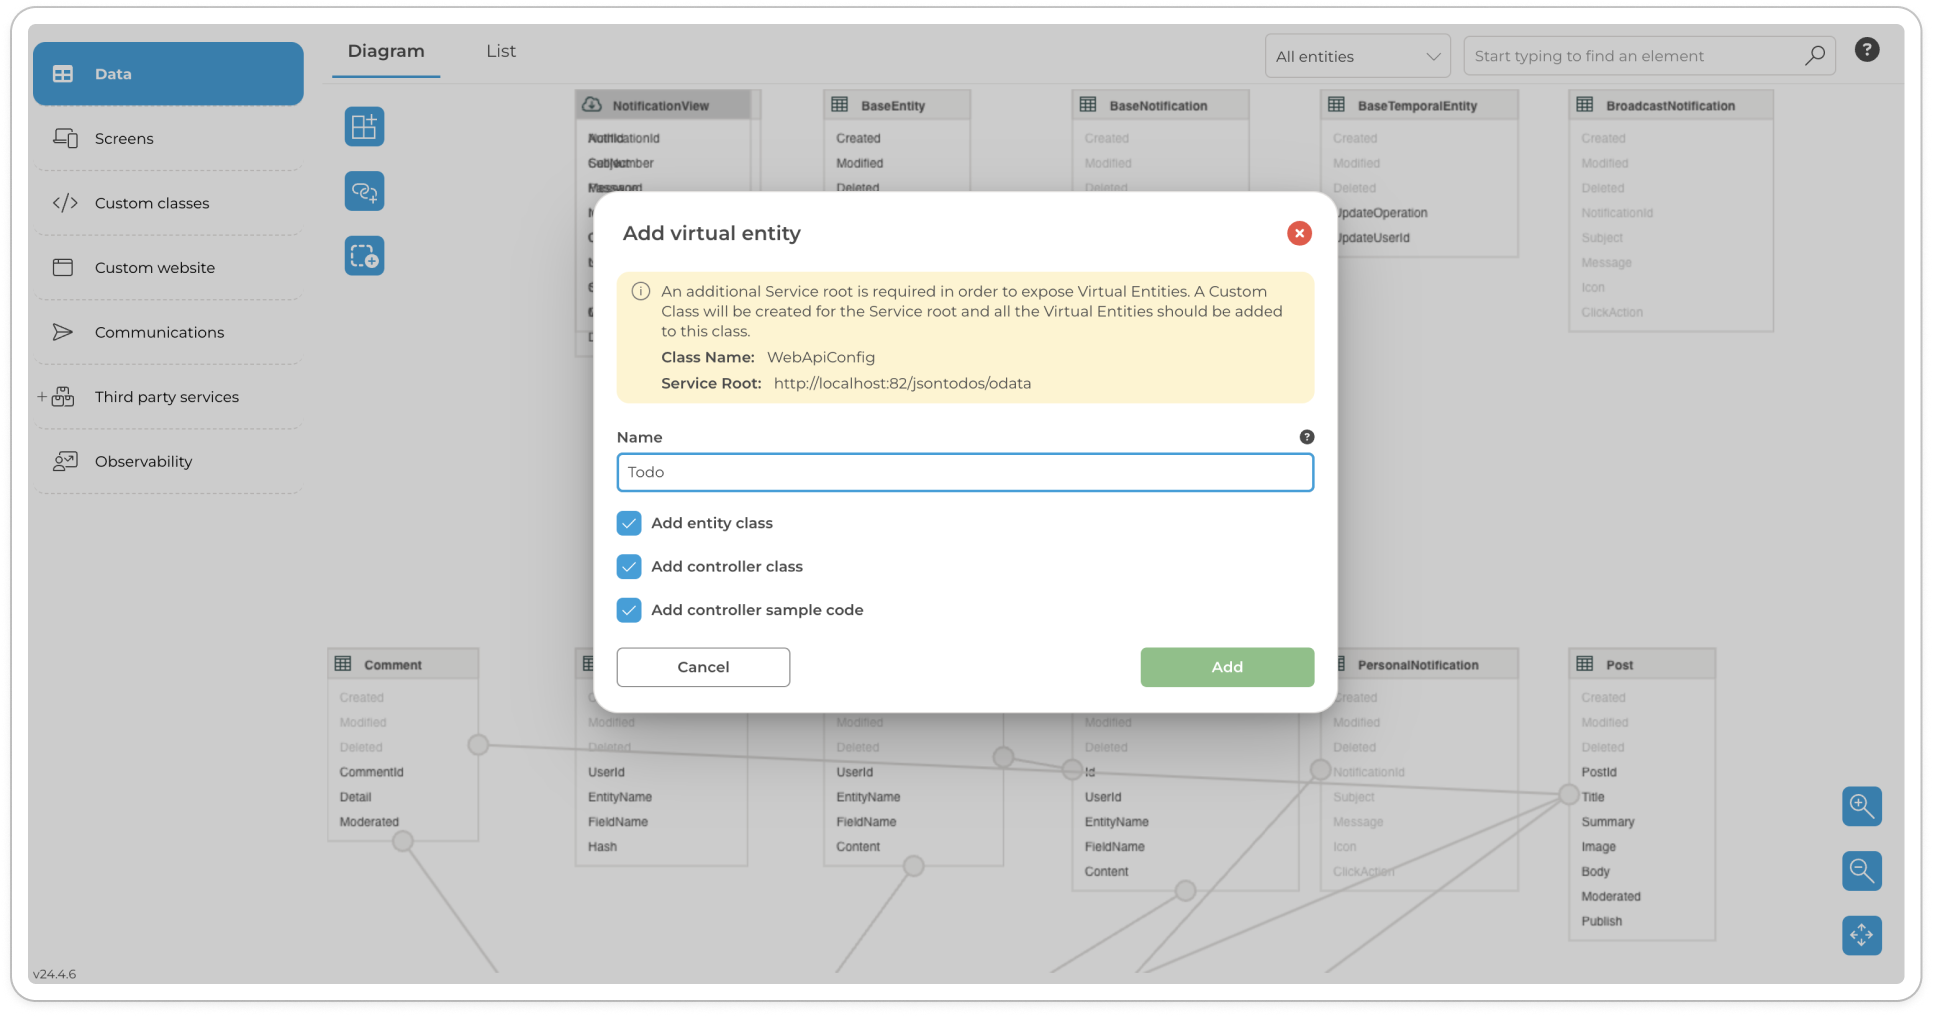 Data
Screens
Custom classes
Custom website
Communications
Third party services
Observability
v24.4.6
Diagram
List
All entities
Start typing to find an element
NotificationView
BaseEntity
Created
Modified
Deleted
BaseNotification
Created
Modified
Deleted
BaseTemporalEntity
Created
Modified
Deleted
UpdateOperation
UpdateUserId
BroadcastNotification
Created
Modified
Deleted
NotificationId
Subject
Message
Icon
ClickAction
Add virtual entity
An additional Service root is required in order to expose Virtual Entities. A Custom
Class will be created for the Service root and all the Virtual Entities should be added
to this class.
Class Name: WebApiConfig
Service Root: http://localhost:82/jsontodos/odata
Name
Todo
Add entity class
Add controller class
Add controller sample code
Cancel
Add
Comment
Created
Modified
Deleted
CommentId
Detail
Moderated
Modified
Deleted
UserId
EntityName
FieldName
Hash
Modified
Deleted
UserId
EntityName
FieldName
Content
Modified
Deleted
Id
UserId
EntityName
FieldName
Content
PersonalNotification
Created
Modified
Deleted
NotificationId
Subject
Message
Icon
ClickAction
Post
Created
Modified
Deleted
PostId
Title
Summary
Image
Body
Moderated
Publish